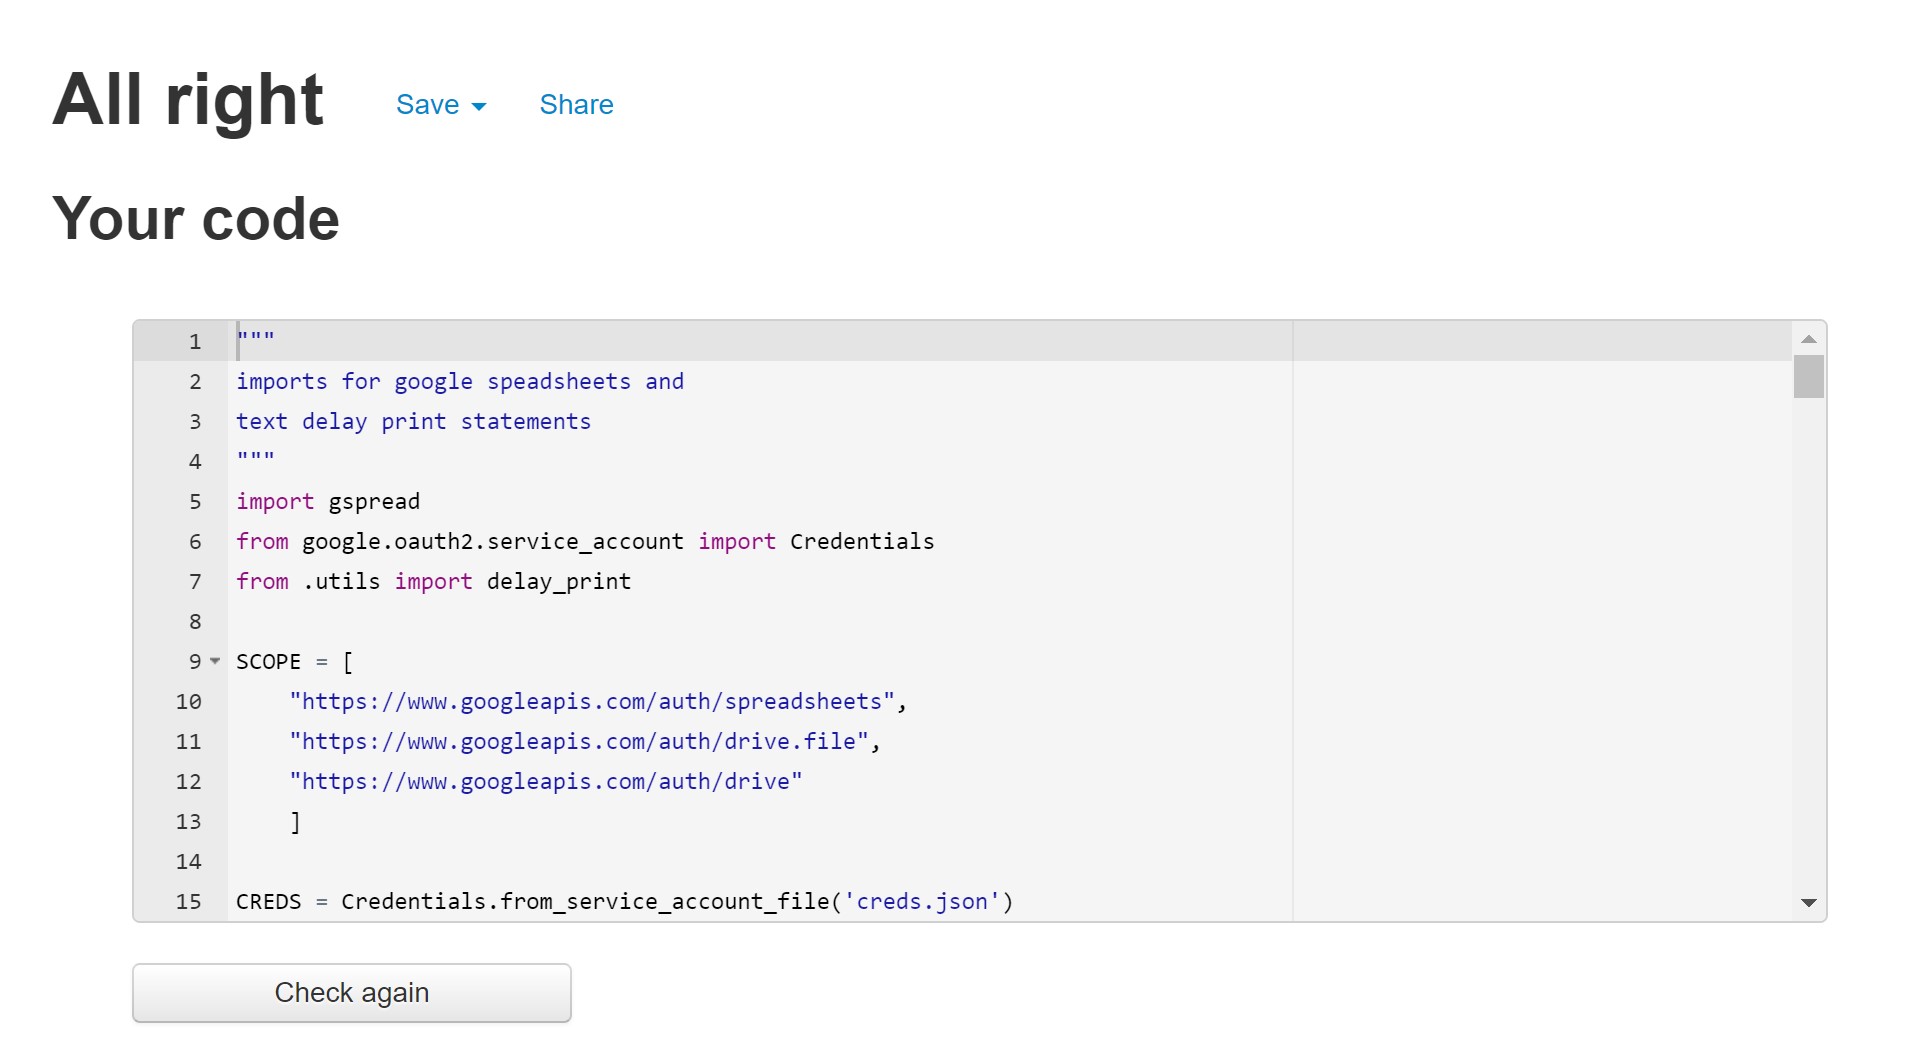 All right Save Share
Your code
1 """
2 imports for google speadsheets and
3 text delay print statements
4 """
5 import gspread
6 from google.oauth2.service_account import Credentials
7 from .utils import delay_print
8
9 SCOPE = [
10     "https://www.googleapis.com/auth/spreadsheets",
11     "https://www.googleapis.com/auth/drive.file",
12     "https://www.googleapis.com/auth/drive"
13     ]
14
15 CREDS = Credentials.from_service_account_file('creds.json')
Check again